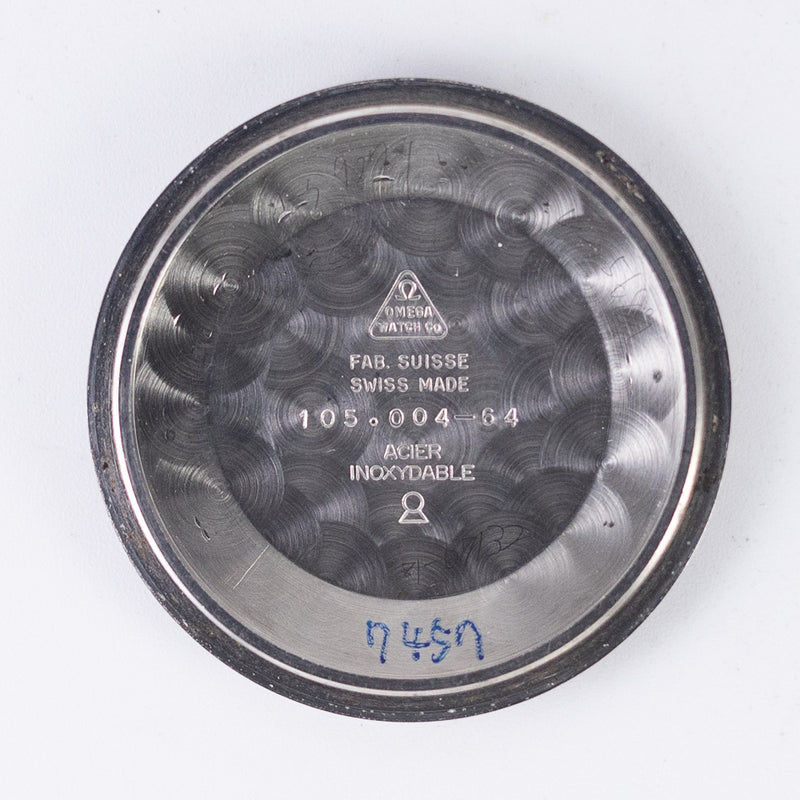 Ω
OMEGA
WATCH Co
FAB. SUISSE
SWISS MADE
105.004-64
ACIER
INOXYDABLE
7457